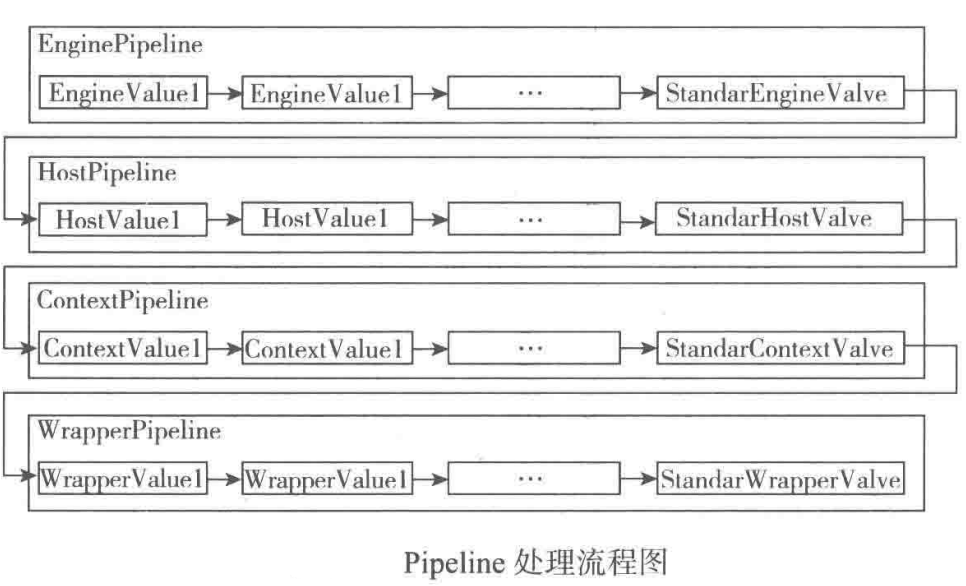 EnginePipeline
EngineValue1 EngineValue1 ... StandarEngineValve
HostPipeline
HostValue1 HostValue1 ... StandarHostValve
ContextPipeline
ContextValue1 ContextValue1 ... StandarContextValve
WrapperPipeline
WrapperValue1 WrapperValue1 ... StandarWrapperValve
Pipeline 处理流程图